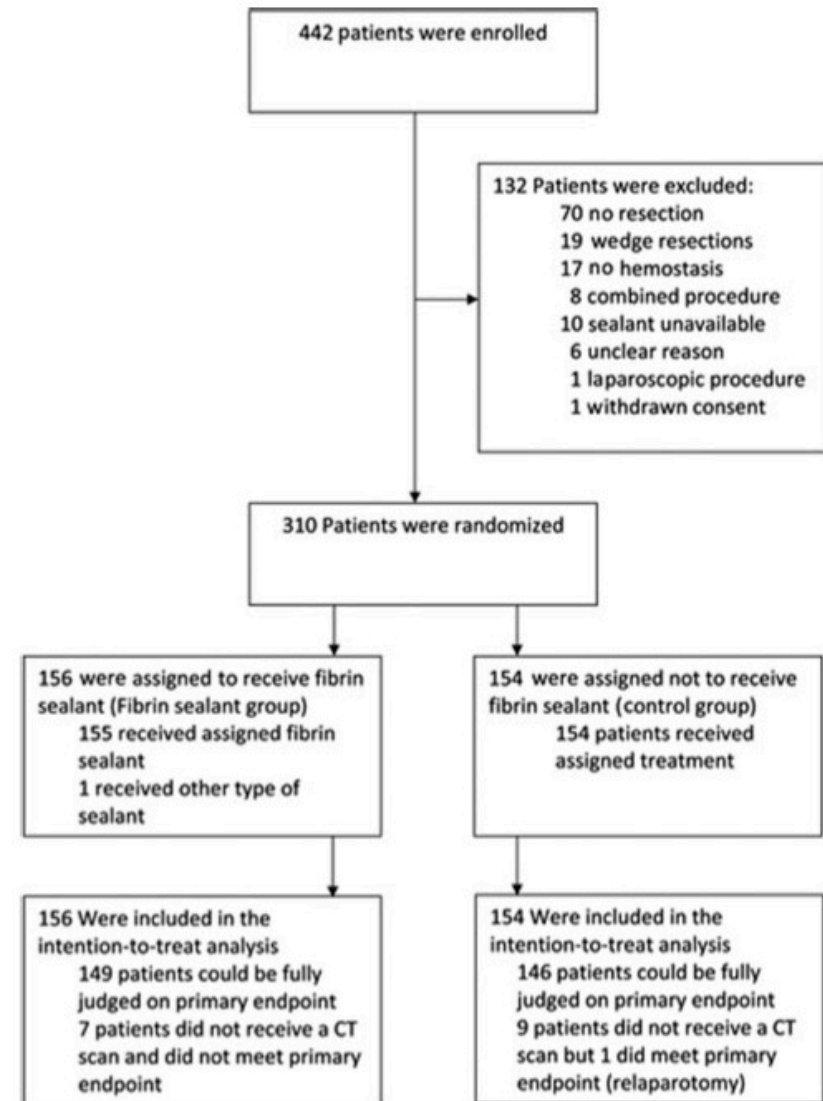 442 patients were enrolled
132 Patients were excluded:
70 no resection
19 wedge resections
17 no hemostasis
8 combined procedure
10 sealant unavailable
6 unclear reason
1 laparoscopic procedure
1 withdrawn consent
310 Patients were randomized
156 were assigned to receive fibrin
sealant (Fibrin sealant group)
155 received assigned fibrin
sealant
1 received other type of
sealant
154 were assigned not to receive
fibrin sealant (control group)
154 patients received
assigned treatment
156 Were included in the
intention-to-treat analysis
149 patients could be fully
judged on primary endpoint
7 patients did not receive a CT
scan and did not meet primary
endpoint
154 Were included in the
intention-to-treat analysis
146 patients could be fully
judged on primary endpoint
9 patients did not receive a CT
scan but 1 did meet primary
endpoint (relaparotomy)